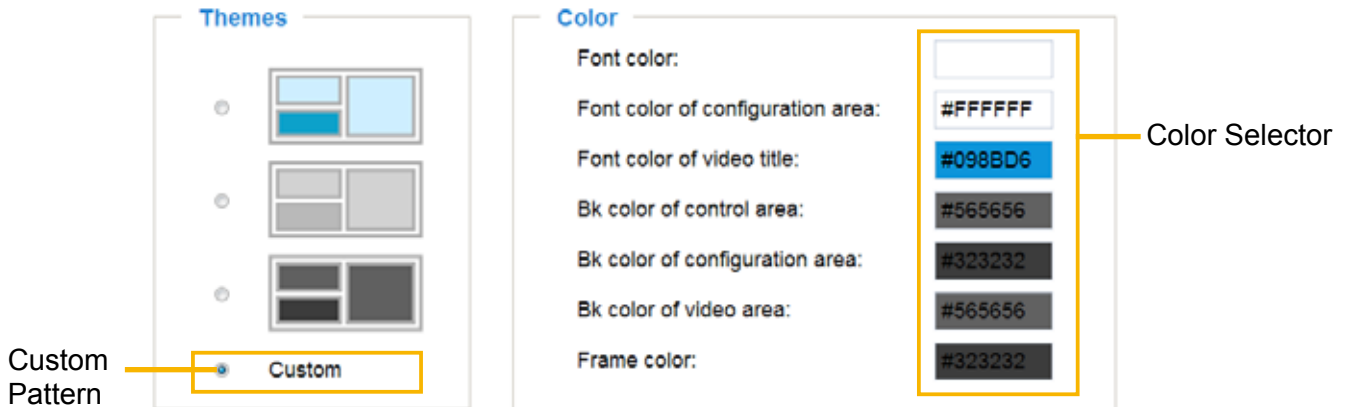 Themes
Custom
Custom
Pattern
Color
Font color:
Font color of configuration area: #FFFFFF
Font color of video title: #098BD6
Bk color of control area: #565656
Bk color of configuration area: #323232
Bk color of video area: #565656
Frame color: #323232
Color Selector